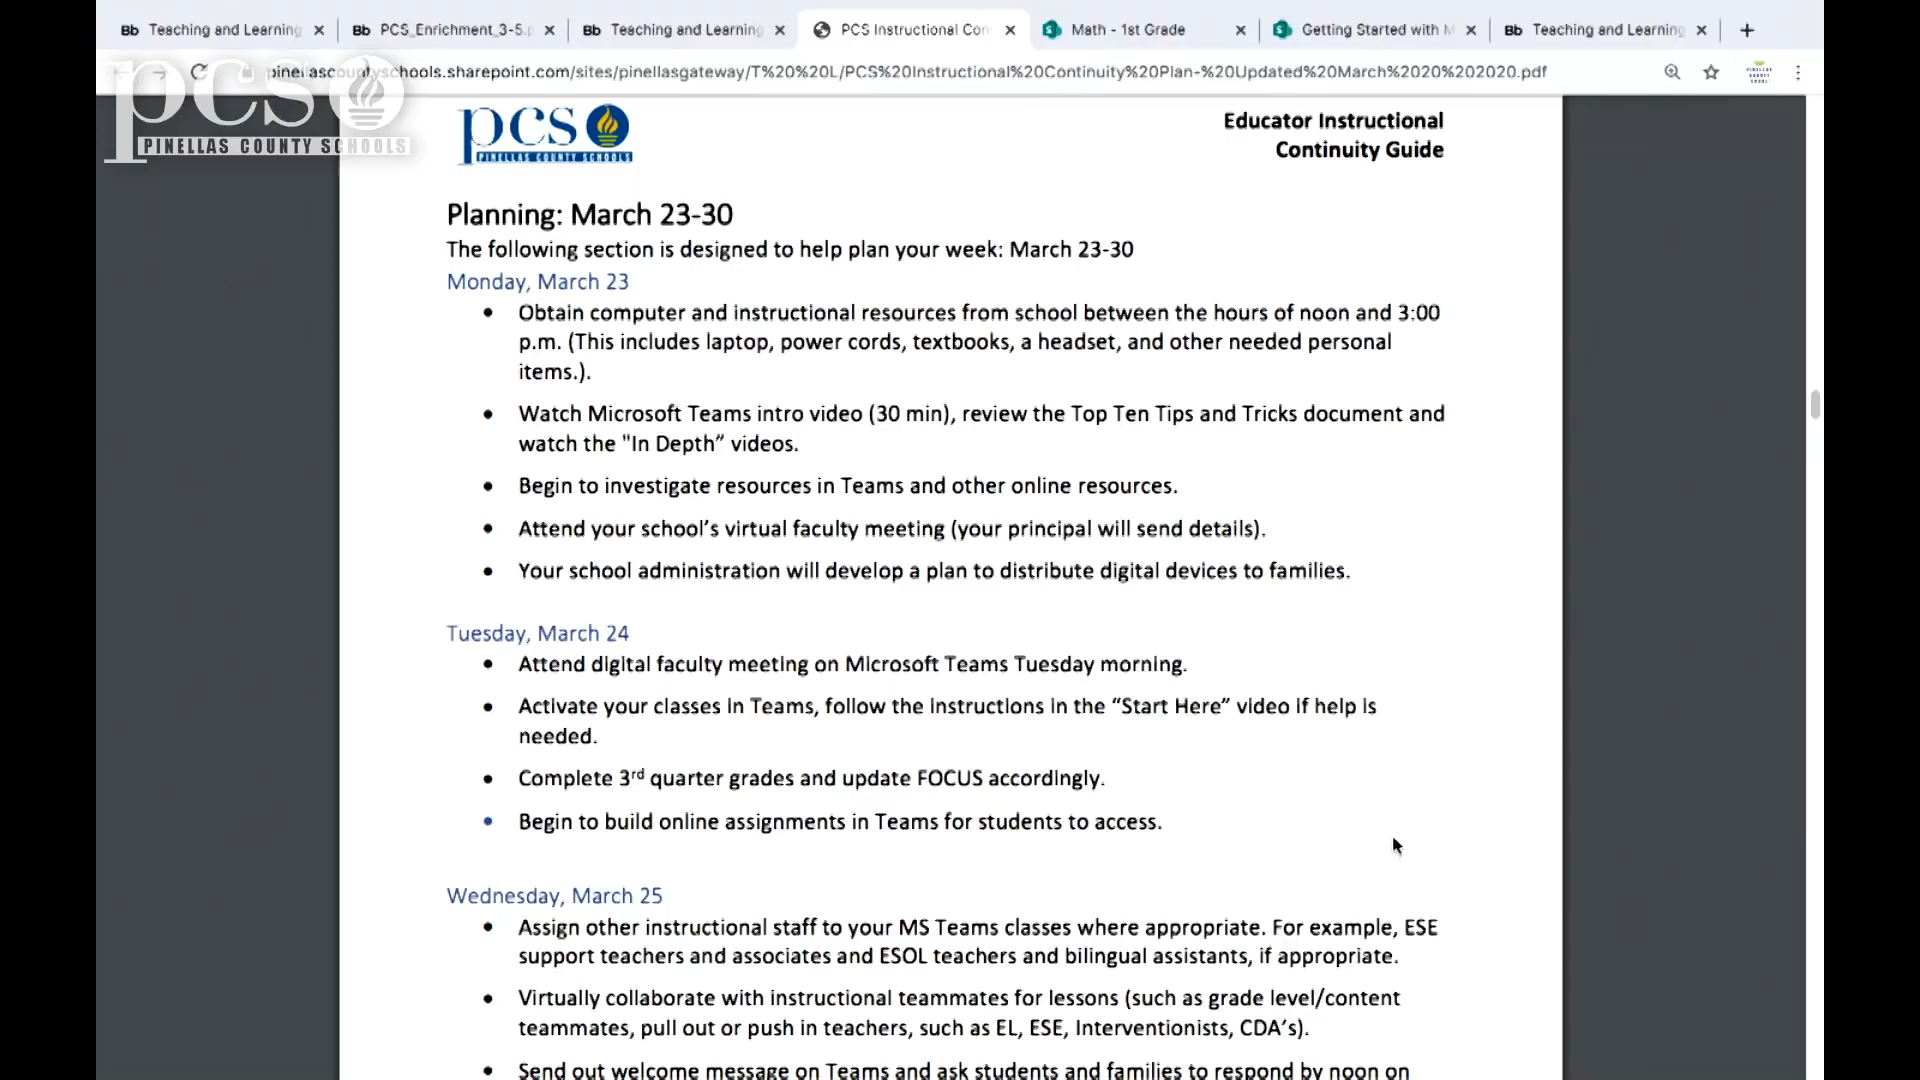 Teaching and Learning
PCS_Enrichment_3-5.p
Teaching and Learning
PCS Instructional Con
Math - 1st Grade
Getting Started with M
Teaching and Learning
pinellascountyschools.sharepoint.com/sites/pinellasgateway/T%20%20L/PCS%20Instructional%20Continuity%20Plan-%20Updated%20March%2020%202020.pdf
pcs
PINELLAS COUNTY SCHOOLS
pcs
PINELLAS COUNTY SCHOOLS
Educator Instructional
Continuity Guide
Planning: March 23-30
The following section is designed to help plan your week: March 23-30
Monday, March 23
• Obtain computer and instructional resources from school between the hours of noon and 3:00
p.m. (This includes laptop, power cords, textbooks, a headset, and other needed personal
items.).
• Watch Microsoft Teams intro video (30 min), review the Top Ten Tips and Tricks document and
watch the "In Depth” videos.
• Begin to investigate resources in Teams and other online resources.
• Attend your school’s virtual faculty meeting (your principal will send details).
• Your school administration will develop a plan to distribute digital devices to families.
Tuesday, March 24
• Attend digital faculty meeting on Microsoft Teams Tuesday morning.
• Activate your classes in Teams, follow the instructions in the “Start Here” video if help is
needed.
• Complete 3rd quarter grades and update FOCUS accordingly.
• Begin to build online assignments in Teams for students to access.
Wednesday, March 25
• Assign other instructional staff to your MS Teams classes where appropriate. For example, ESE
support teachers and associates and ESOL teachers and bilingual assistants, if appropriate.
• Virtually collaborate with instructional teammates for lessons (such as grade level/content
teammates, pull out or push in teachers, such as EL, ESE, Interventionists, CDA’s).
• Send out welcome message on Teams and ask students and families to respond by noon on